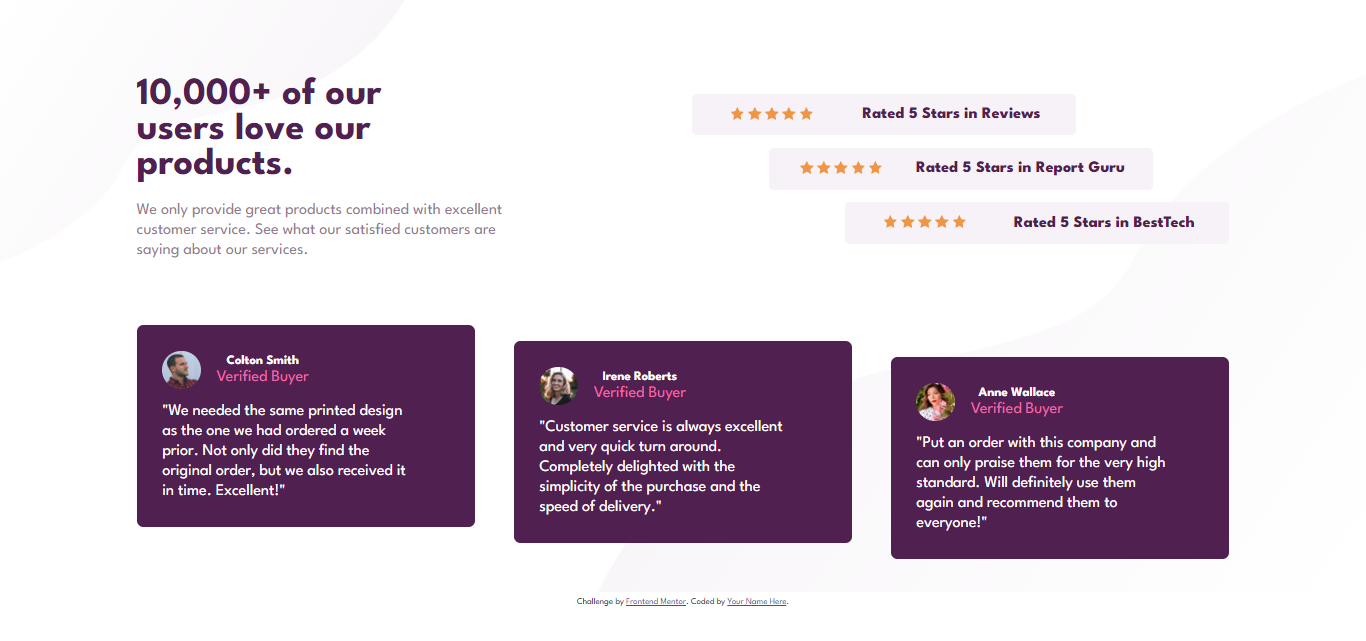 10,000+ of our
users love our
products.
We only provide great products combined with excellent
customer service. See what our satisfied customers are
saying about our services.
Rated 5 Stars in Reviews
Rated 5 Stars in Report Guru
Rated 5 Stars in BestTech
Colton Smith
Verified Buyer
"We needed the same printed design
as the one we had ordered a week
prior. Not only did they find the
original order, but we also received it
in time. Excellent!"
Irene Roberts
Verified Buyer
"Customer service is always excellent
and very quick turn around.
Completely delighted with the
simplicity of the purchase and the
speed of delivery."
Anne Wallace
Verified Buyer
"Put an order with this company and
can only praise them for the very high
standard. Will definitely use them
again and recommend them to
everyone!"
Challenge by Frontend Mentor. Coded by Your Name Here.